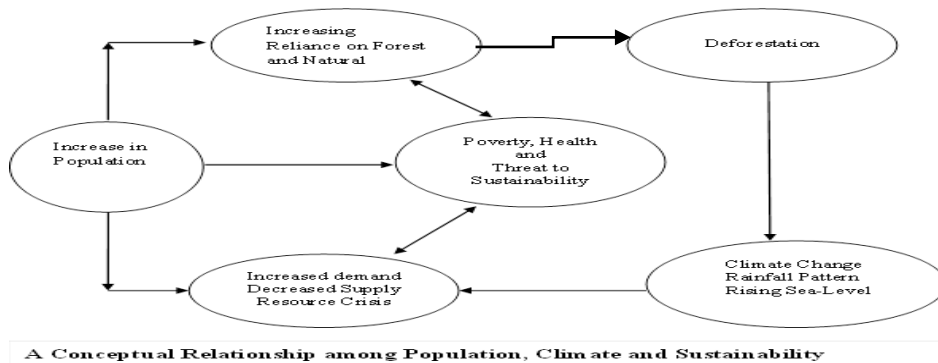 Increasing
Reliance on Forest
and Natural
Deforestation
Increase in
Population
Poverty, Health
and
Threat to
Sustainability
Increased demand
Decreased Supply
Resource Crisis
Climate Change
Rainfall Pattern
Rising Sea-Level
A Conceptual Relationship among Population, Climate and Sustainability